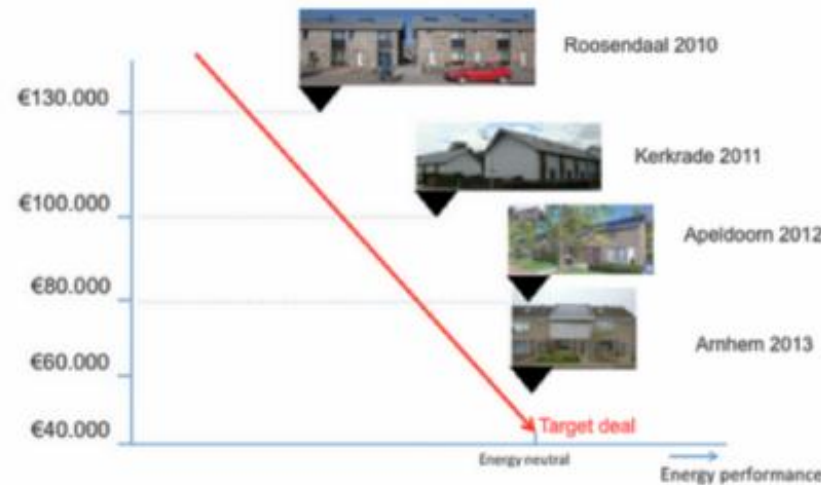 Roosendaal 2010
€130.000
Kerkrade 2011
€100.000
Apeldoorn 2012
€80.000
Arnhem 2013
€60.000
€40.000
Target deal
Energy neutral
Energy performance